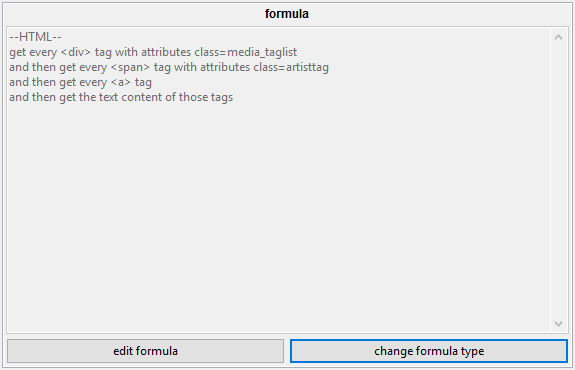 formula
--HTML--
get every <div> tag with attributes class=media_taglist
and then get every <span> tag with attributes class=artisttag
and then get every <a> tag
and then get the text content of those tags
edit formula
change formula type